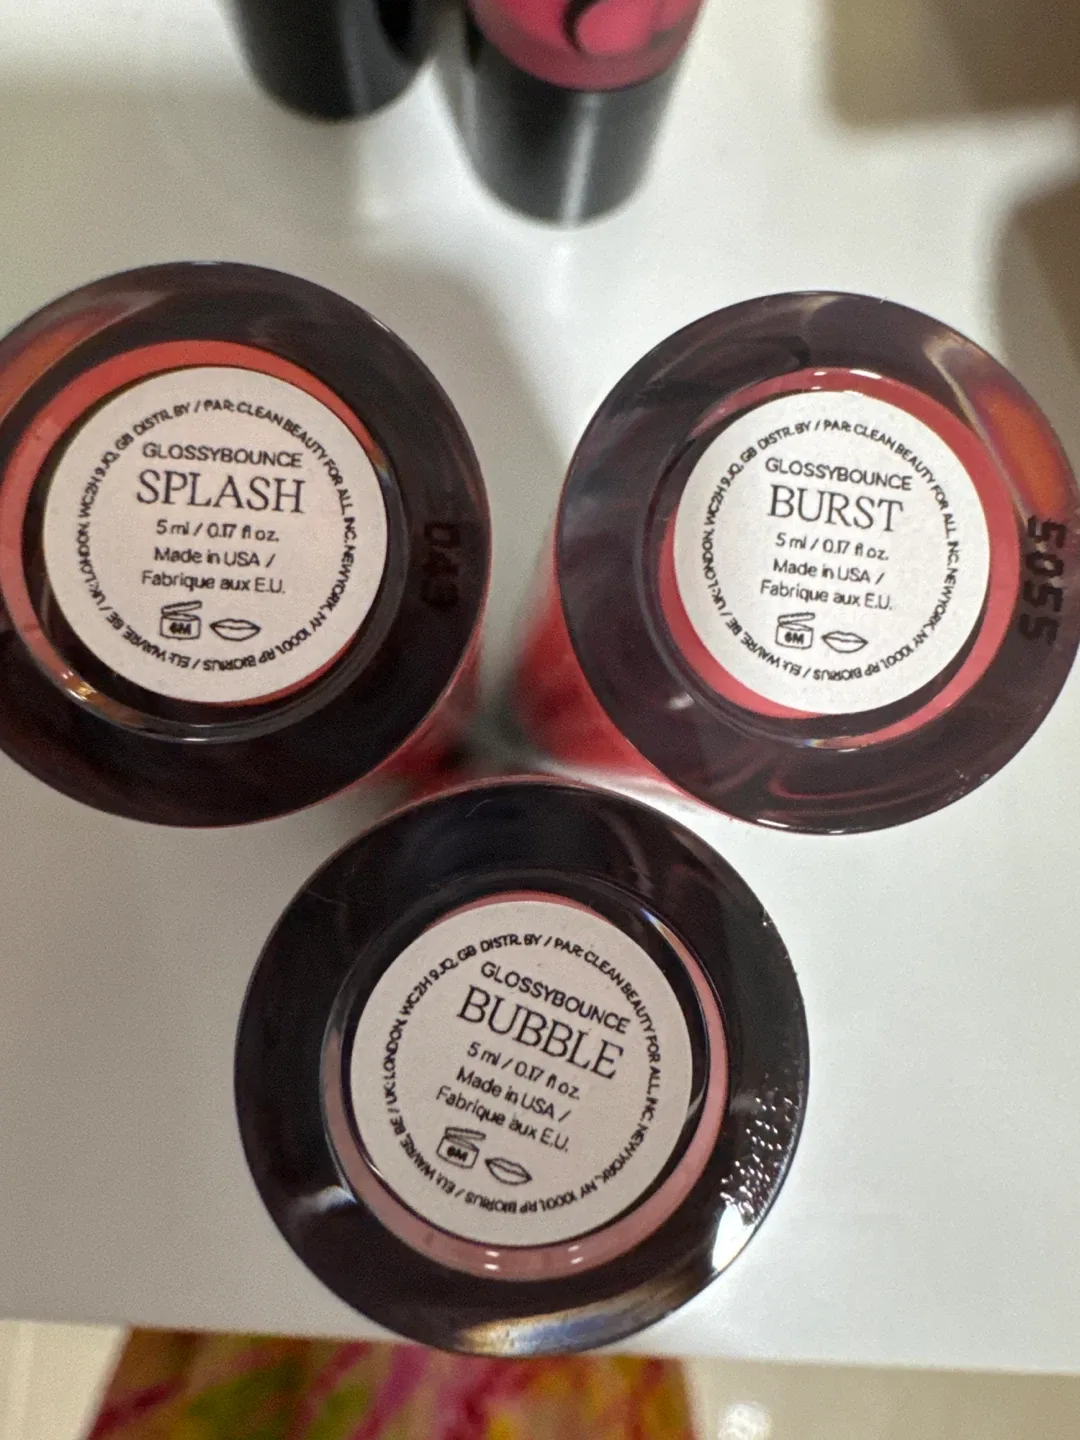 DISTR. BY / PAR: CLEAN BEAUTY FOR ALL, INC. NEW YORK, NY 10001, RP BIORIUS / EU: WAVRE, BE / UK: LONDON, WC2H 9JQ, GB
GLOSSYBOUNCE
SPLASH
5 ml / 0.17 fl oz.
Made in USA /
Fabrique aux E.U.
6M
DISTR. BY / PAR: CLEAN BEAUTY FOR ALL, INC. NEW YORK, NY 10001, RP BIORIUS / EU: WAVRE, BE / UK: LONDON, WC2H 9JQ, GB
GLOSSYBOUNCE
BURST
5 ml / 0.17 fl oz.
Made in USA /
Fabrique aux E.U.
6M
5055
DISTR. BY / PAR: CLEAN BEAUTY FOR ALL, INC. NEW YORK, NY 10001, RP BIORIUS / EU: WAVRE, BE / UK: LONDON, WC2H 9JQ, GB
GLOSSYBOUNCE
BUBBLE
5 ml / 0.17 fl oz.
Made in USA /
Fabrique aux E.U.
6M